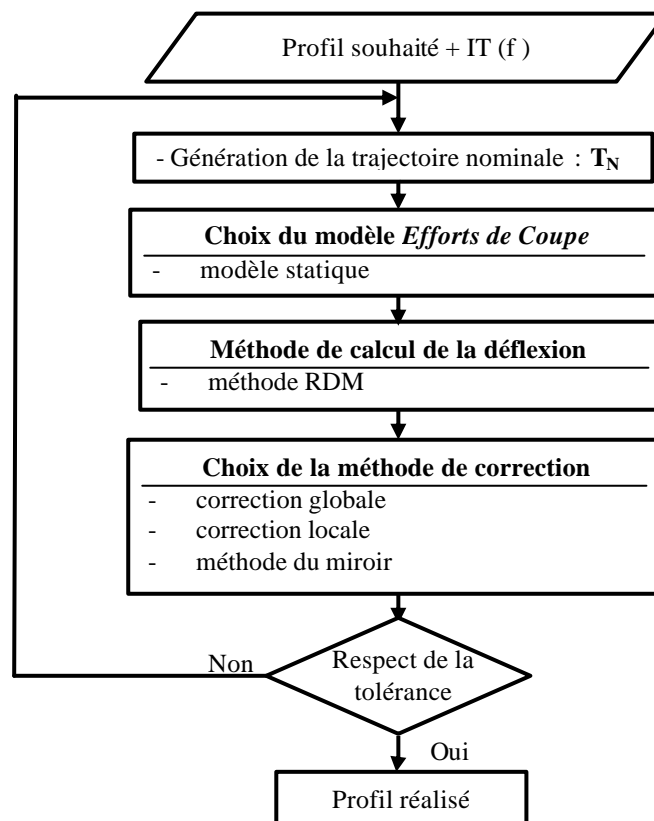 Profil souhaité + IT (f )
- Génération de la trajectoire nominale : T_N
Choix du modèle Efforts de Coupe
- modèle statique
Méthode de calcul de la déflexion
- méthode RDM
Choix de la méthode de correction
- correction globale
- correction locale
- méthode du miroir
Non
Respect de la
tolérance
Oui
Profil réalisé